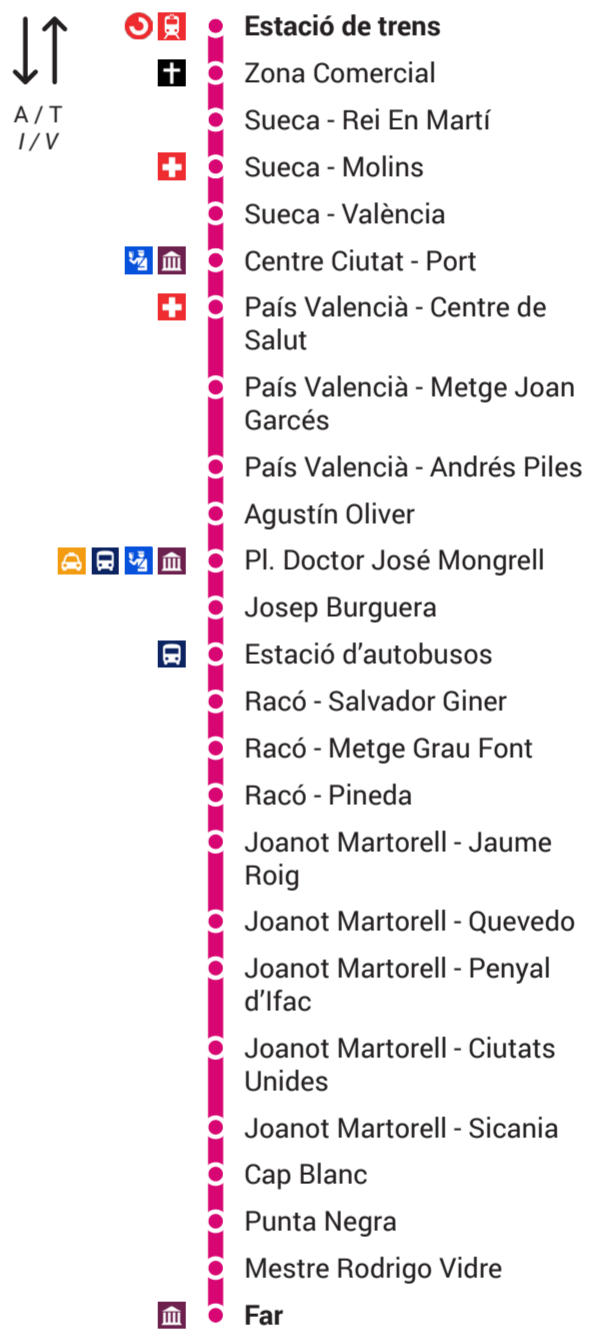 Estació de trens
Zona Comercial
A / T
I / V
Sueca - Rei En Martí
Sueca - Molins
Sueca - València
Centre Ciutat - Port
País Valencià - Centre de
Salut
País Valencià - Metge Joan
Garcés
País Valencià - Andrés Piles
Agustín Oliver
Pl. Doctor José Mongrell
Josep Burguera
Estació d’autobusos
Racó - Salvador Giner
Racó - Metge Grau Font
Racó - Pineda
Joanot Martorell - Jaume
Roig
Joanot Martorell - Quevedo
Joanot Martorell - Penyal
d’Ifac
Joanot Martorell - Ciutats
Unides
Joanot Martorell - Sicania
Cap Blanc
Punta Negra
Mestre Rodrigo Vidre
Far